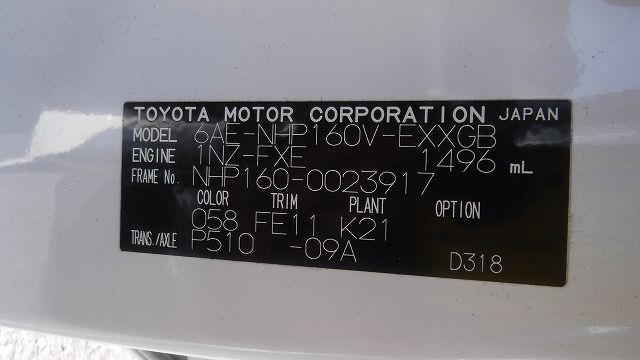 TOYOTA MOTOR CORPORATION JAPAN
MODEL 6AE-NHP160V-EXXGB
ENGINE 1NZ-FXE 1496 mL
FRAME No. NHP160-0023917
COLOR TRIM PLANT OPTION
058 FE11 K21
TRANS./AXLE P510 -09A
D318